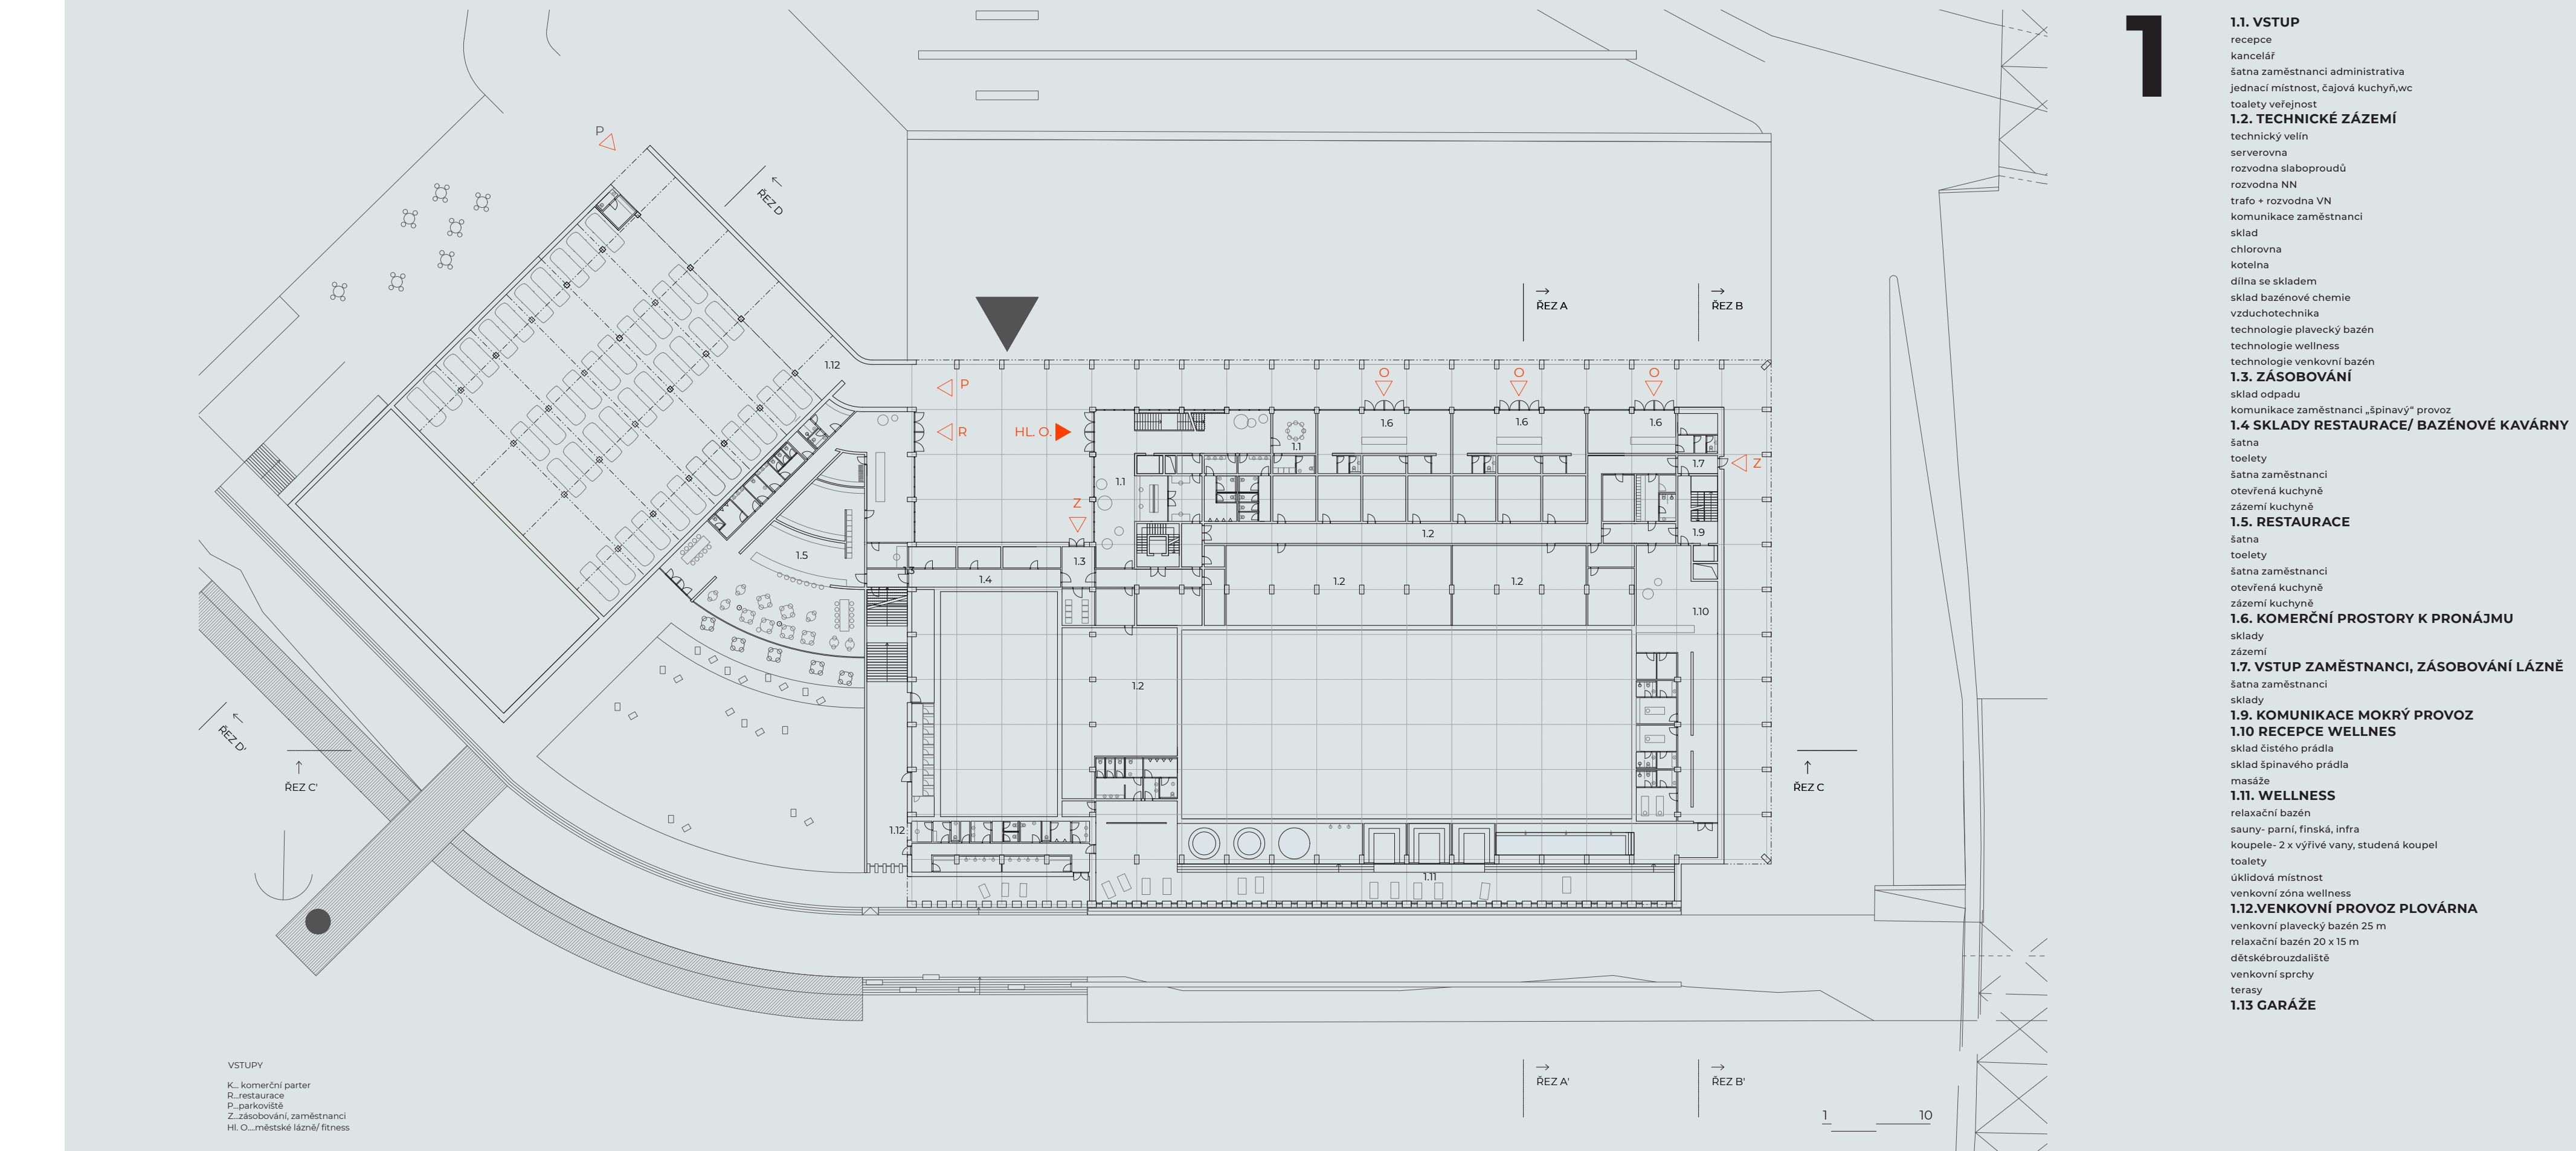 P
ŘEZ D
ŘEZ A
ŘEZ B
1.12
P
O
O
O
R
HL. O.
1.6
1.6
1.6
1.1
1.7
Z
1.1
Z
1.2
1.9
1.5
1.3
1.3
1.4
1.2
1.2
1.10
1.2
ŘEZ D'
ŘEZ C'
ŘEZ C
1.12
1.11
VSTUPY
K... komerční parter
R...restaurace
P...parkoviště
Z...zásobování, zaměstnanci
Hl. O....městské lázně/ fitness
ŘEZ A'
ŘEZ B'
1
10
1
1.1. VSTUP
recepce
kancelář
šatna zaměstnanci administrativa
jednací místnost, čajová kuchyň,wc
toalety veřejnost
1.2. TECHNICKÉ ZÁZEMÍ
technický velín
serverovna
rozvodna slaboproudů
rozvodna NN
trafo + rozvodna VN
komunikace zaměstnanci
sklad
chlorovna
kotelna
dílna se skladem
sklad bazénové chemie
vzduchotechnika
technologie plavecký bazén
technologie wellness
technologie venkovní bazén
1.3. ZÁSOBOVÁNÍ
sklad odpadu
komunikace zaměstnanci „špinavý“ provoz
1.4 SKLADY RESTAURACE/ BAZÉNOVÉ KAVÁRNY
šatna
toelety
šatna zaměstnanci
otevřená kuchyně
zázemí kuchyně
1.5. RESTAURACE
šatna
toelety
šatna zaměstnanci
otevřená kuchyně
zázemí kuchyně
1.6. KOMERČNÍ PROSTORY K PRONÁJMU
sklady
zázemí
1.7. VSTUP ZAMĚSTNANCI, ZÁSOBOVÁNÍ LÁZNĚ
šatna zaměstnanci
sklady
1.9. KOMUNIKACE MOKRÝ PROVOZ
1.10 RECEPCE WELLNES
sklad čistého prádla
sklad špinavého prádla
masáže
1.11. WELLNESS
relaxační bazén
sauny- parní, finská, infra
koupele- 2 x výřivé vany, studená koupel
toalety
úklidová místnost
venkovní zóna wellness
1.12.VENKOVNÍ PROVOZ PLOVÁRNA
venkovní plavecký bazén 25 m
relaxační bazén 20 x 15 m
dětskébrouzdaliště
venkovní sprchy
terasy
1.13 GARÁŽE